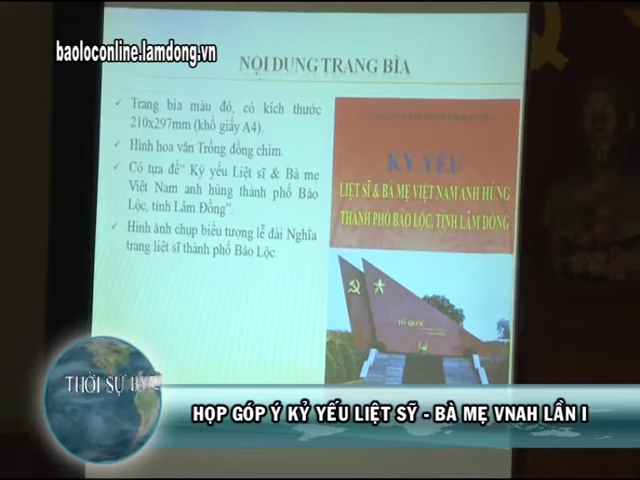 baoloconline.lamdong.vn
NỘI DUNG TRANG BÌA
✓ Trang bìa màu đỏ, có kích thước
210x297mm (khổ giấy A4).
✓ Hình hoa văn Trống đồng chìm.
✓ Có tựa đề“ Kỷ yếu Liệt sĩ & Bà mẹ
Việt Nam anh hùng thành phố Bảo
Lộc, tỉnh Lâm Đồng”.
✓ Hình ảnh chụp biểu tượng lễ đài Nghĩa
trang liệt sĩ thành phố Bảo Lộc.
KỶ YẾU
LIỆT SĨ & BÀ MẸ VIỆT NAM ANH HÙNG
THÀNH PHỐ BẢO LỘC, TỈNH LÂM ĐỒNG
TỔ QUỐC
THỜI SỰ
HỌP GÓP Ý KỶ YẾU LIỆT SỸ - BÀ MẸ VNAH LẦN I